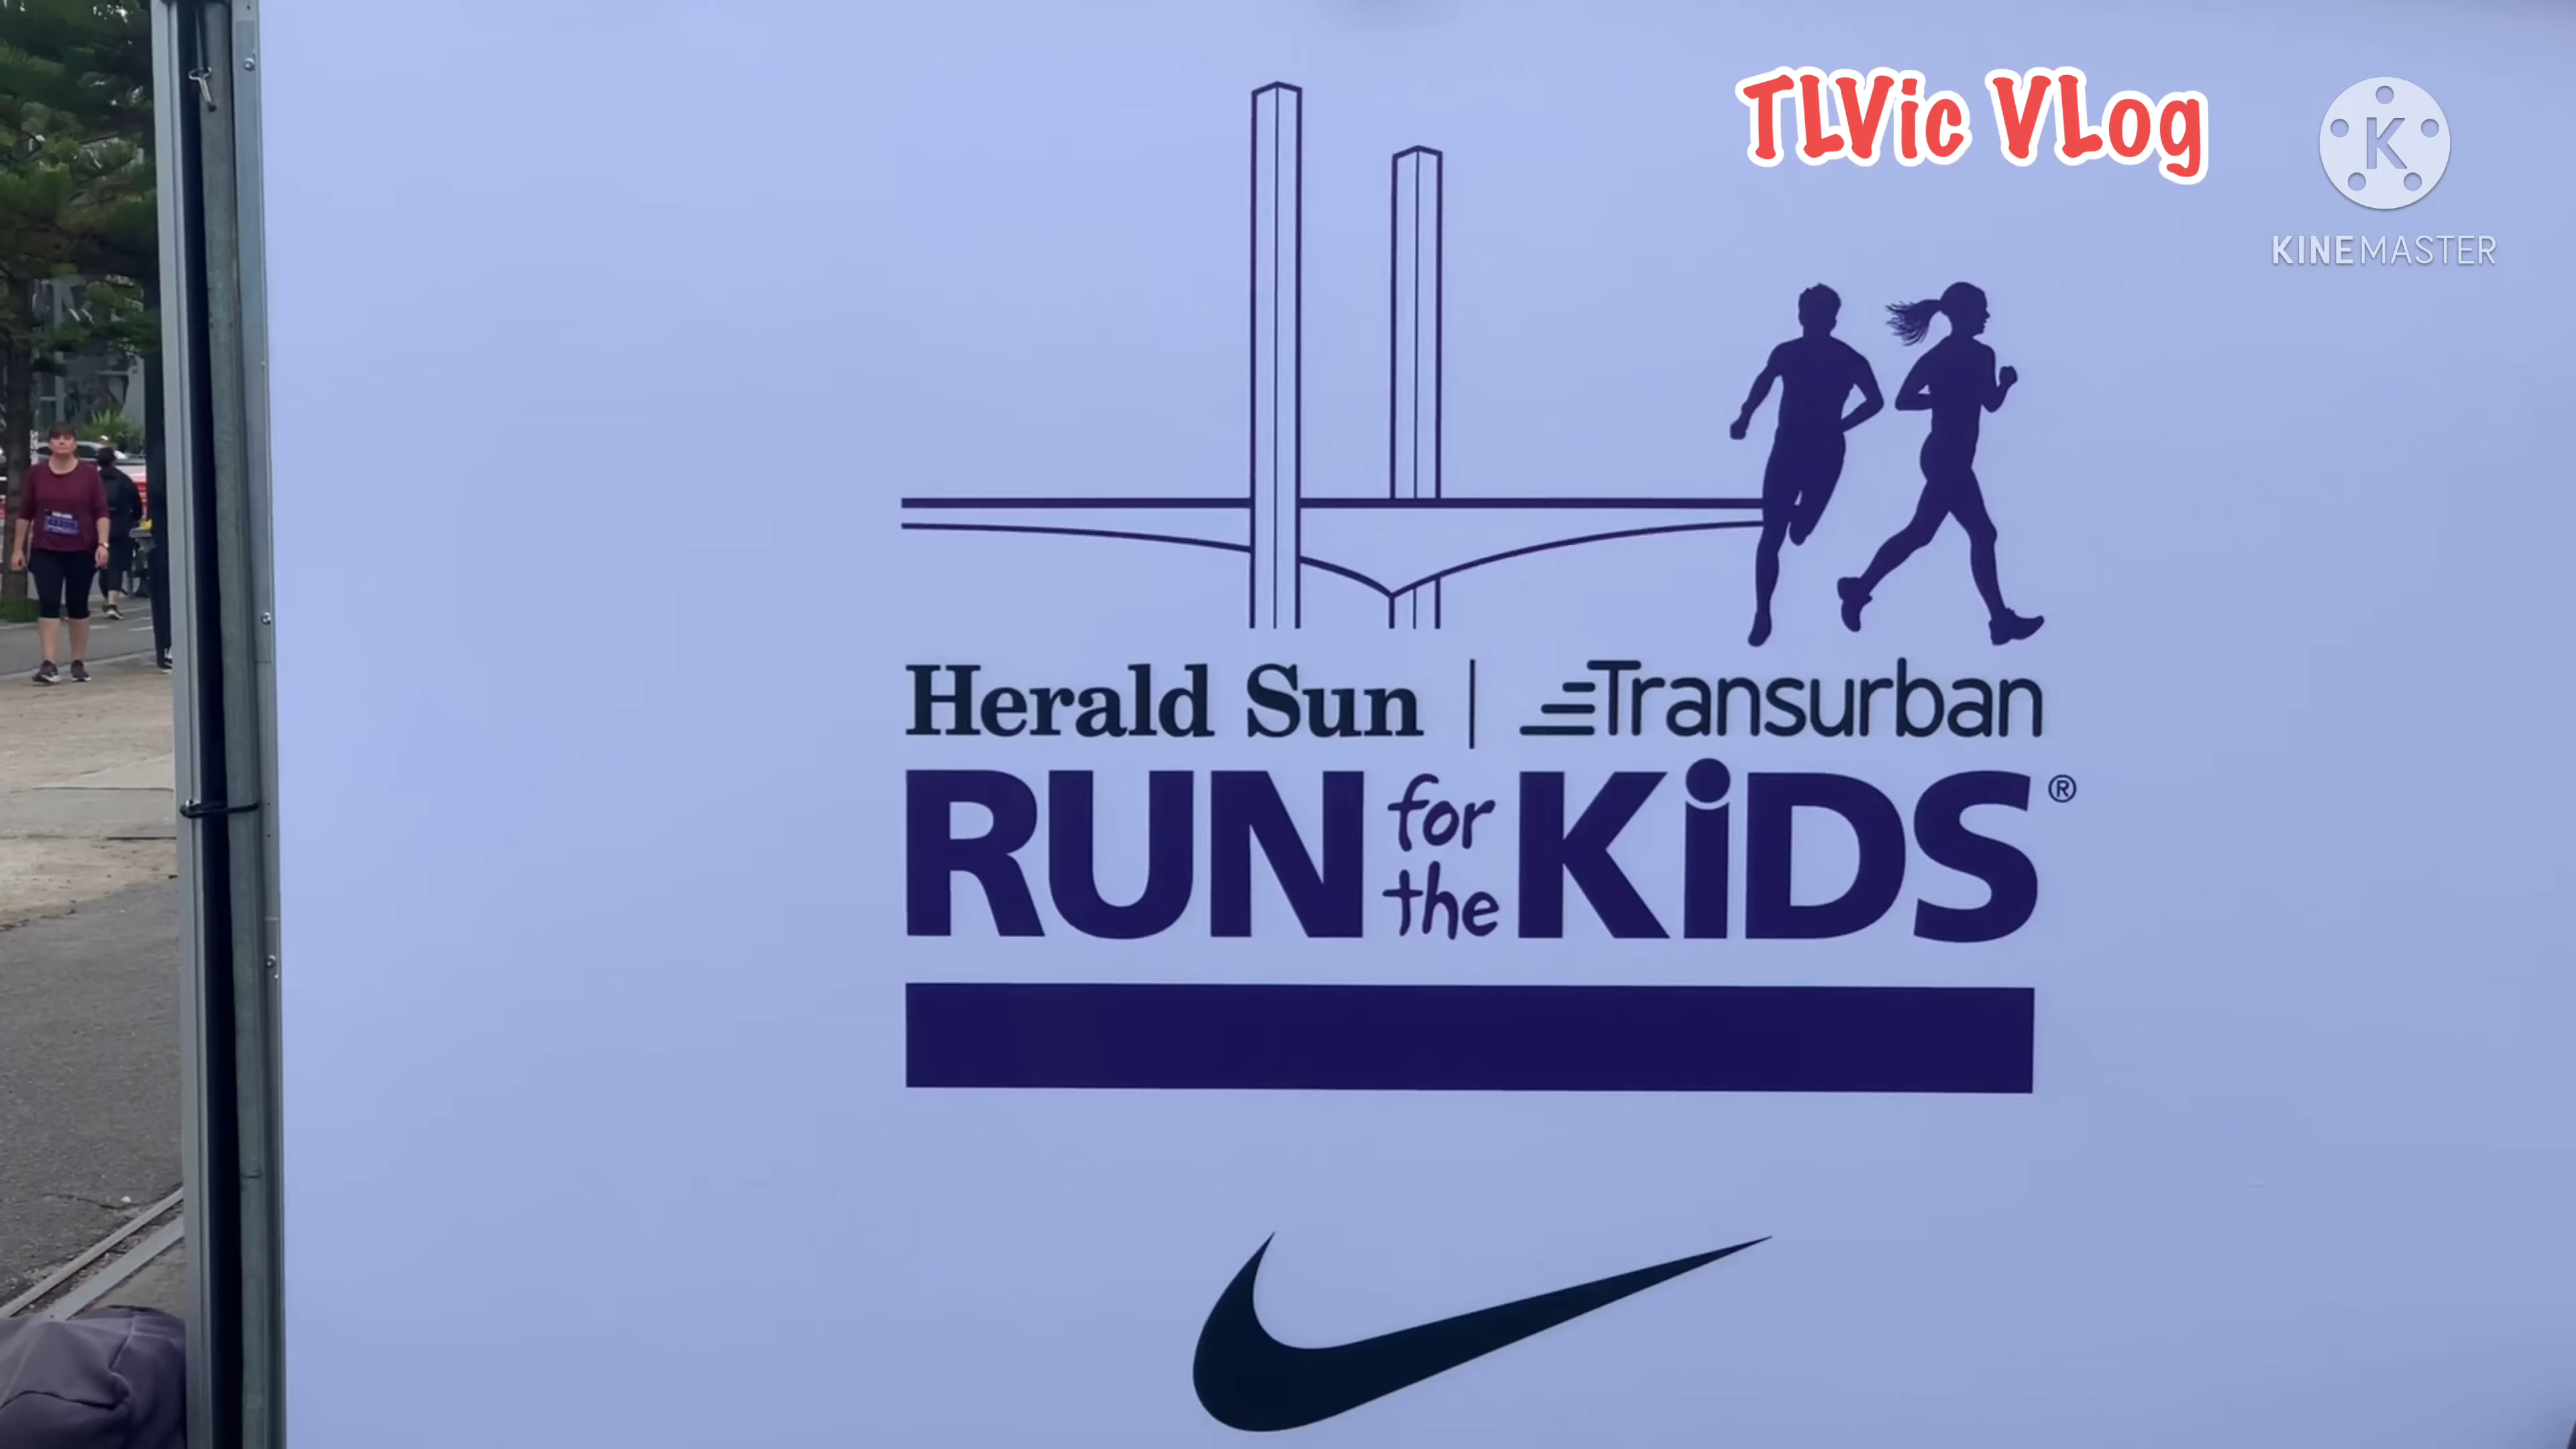 TLVic VLog
K
KINEMASTER
Herald Sun | Transurban
RUN for the KiDS®